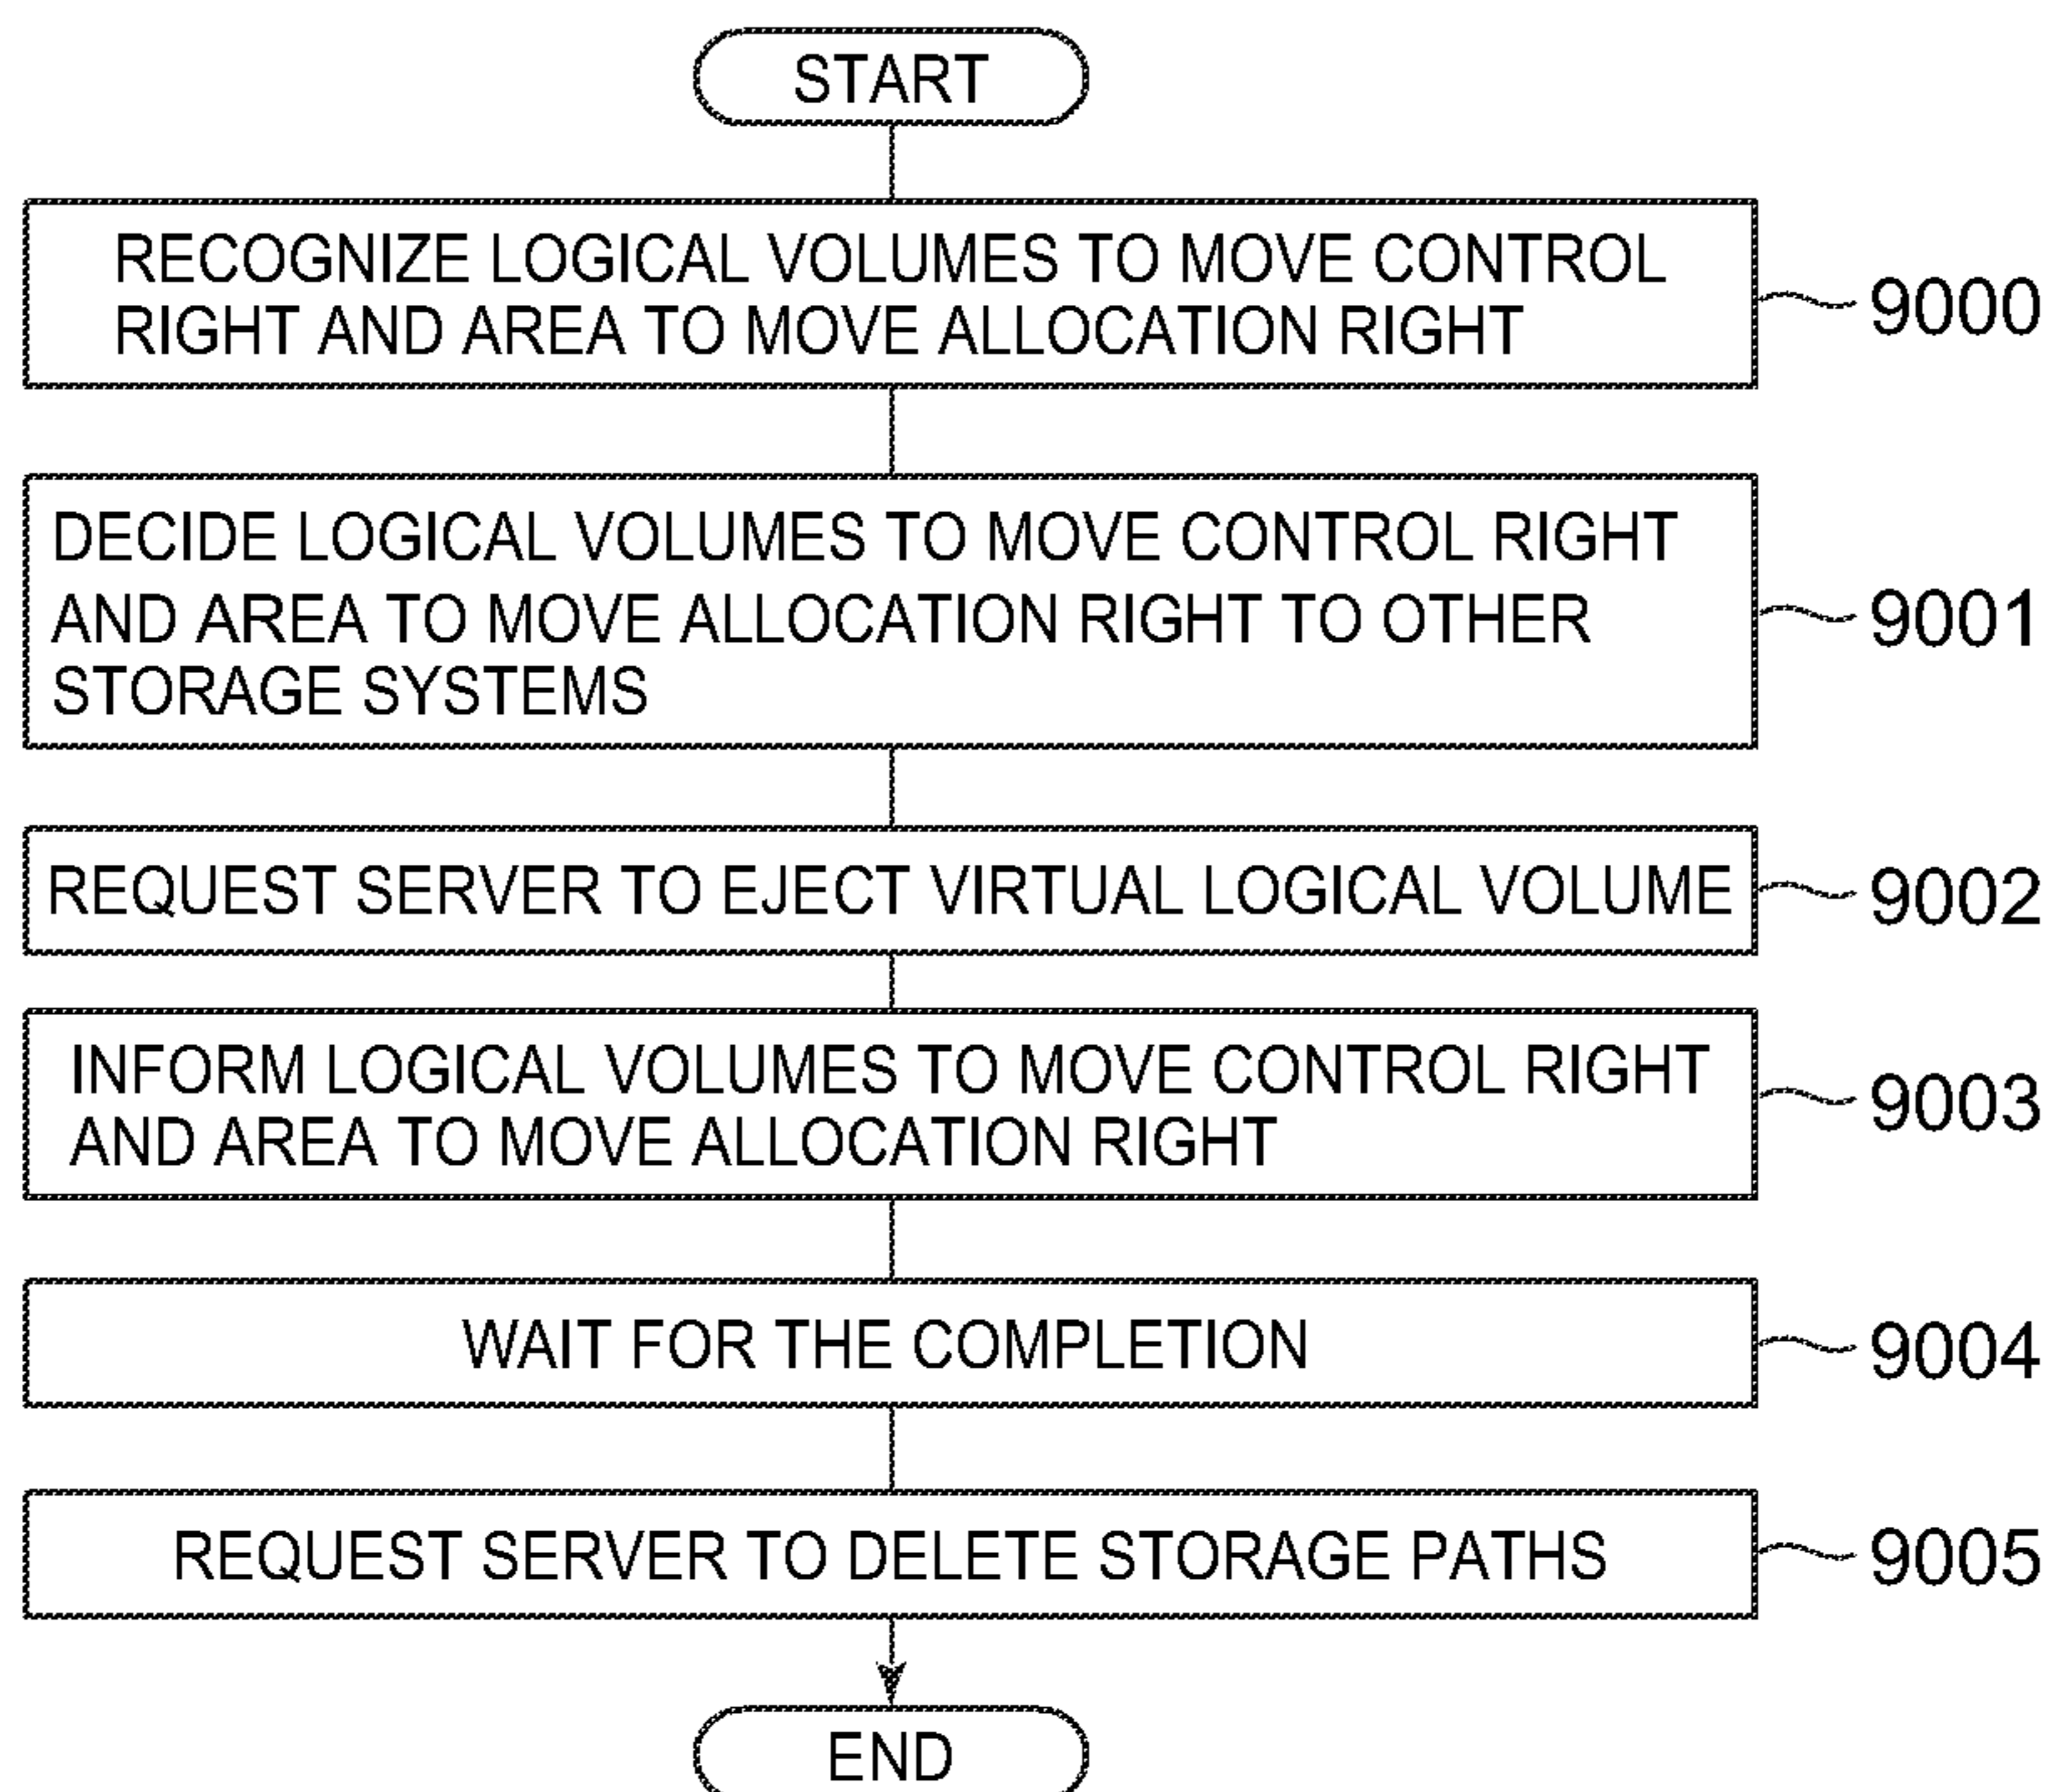 START
RECOGNIZE LOGICAL VOLUMES TO MOVE CONTROL
RIGHT AND AREA TO MOVE ALLOCATION RIGHT
9000
DECIDE LOGICAL VOLUMES TO MOVE CONTROL RIGHT
AND AREA TO MOVE ALLOCATION RIGHT TO OTHER
STORAGE SYSTEMS
9001
REQUEST SERVER TO EJECT VIRTUAL LOGICAL VOLUME
9002
INFORM LOGICAL VOLUMES TO MOVE CONTROL RIGHT
AND AREA TO MOVE ALLOCATION RIGHT
9003
WAIT FOR THE COMPLETION
9004
REQUEST SERVER TO DELETE STORAGE PATHS
9005
END